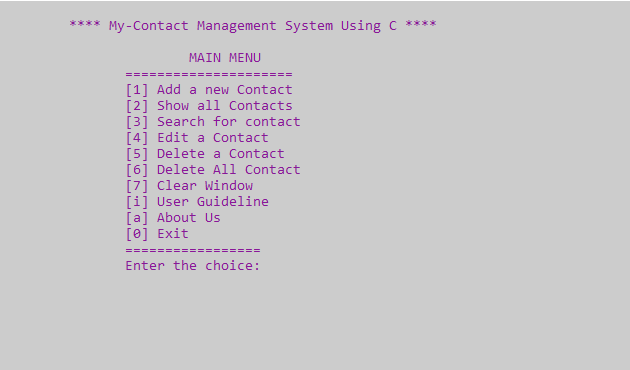 **** My-Contact Management System Using C ****
MAIN MENU
=====================
[1] Add a new Contact
[2] Show all Contacts
[3] Search for contact
[4] Edit a Contact
[5] Delete a Contact
[6] Delete All Contact
[7] Clear Window
[i] User Guideline
[a] About Us
[0] Exit
=================
Enter the choice: